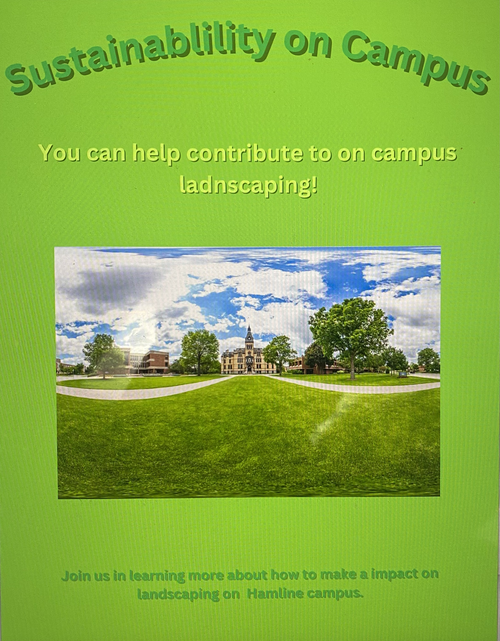 Sustainablility on Campus
You can help contribute to on campus
ladnscaping!
Join us in learning more about how to make a impact on
landscaping on Hamline campus.